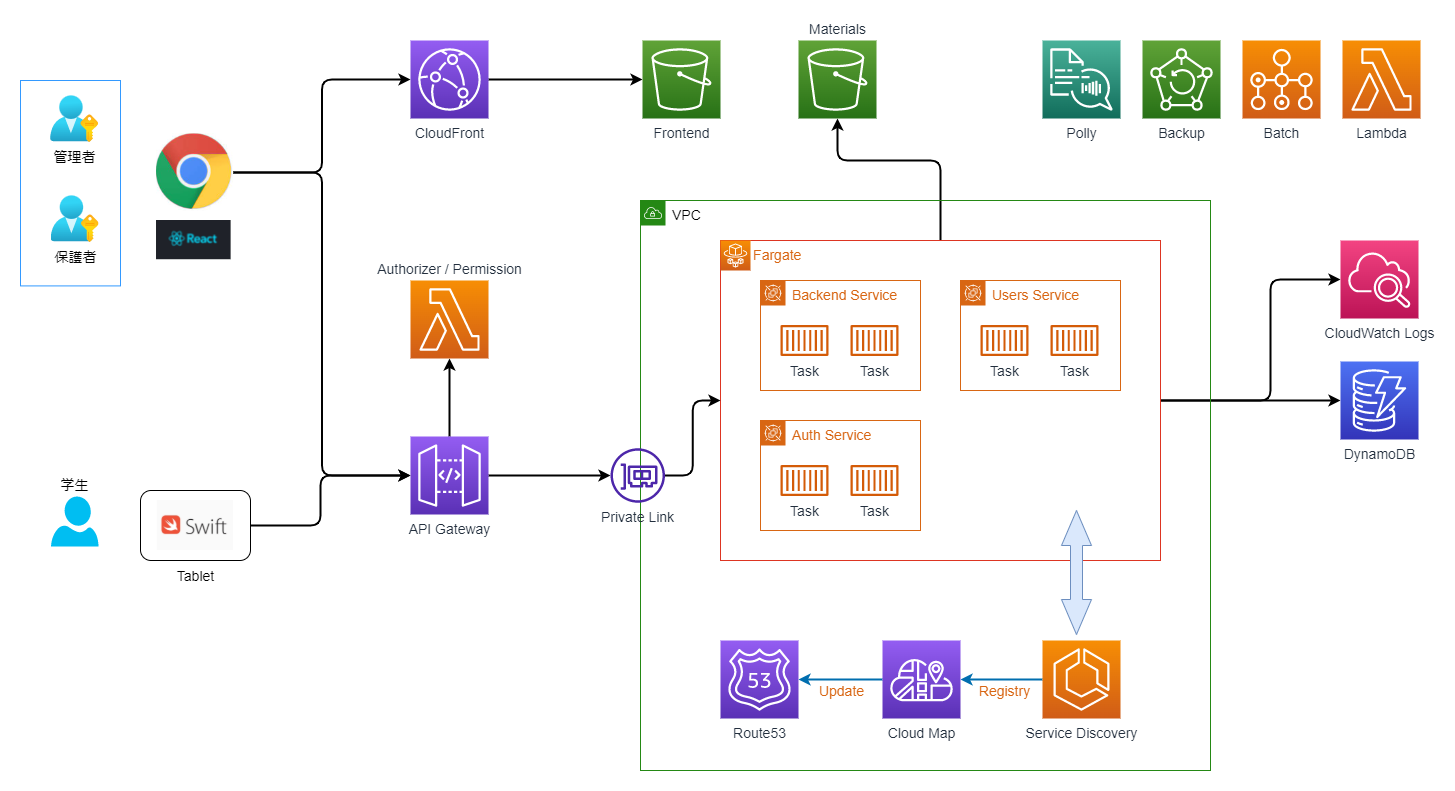 Materials
CloudFront
Frontend
Polly
Backup
Batch
Lambda
管理者
保護者
React
VPC
Authorizer / Permission
Fargate
Backend Service
Users Service
Task
Task
Task
Task
CloudWatch Logs
Auth Service
Task
Task
DynamoDB
学生
Swift
Tablet
API Gateway
Private Link
53
Update
Registry
Route53
Cloud Map
Service Discovery